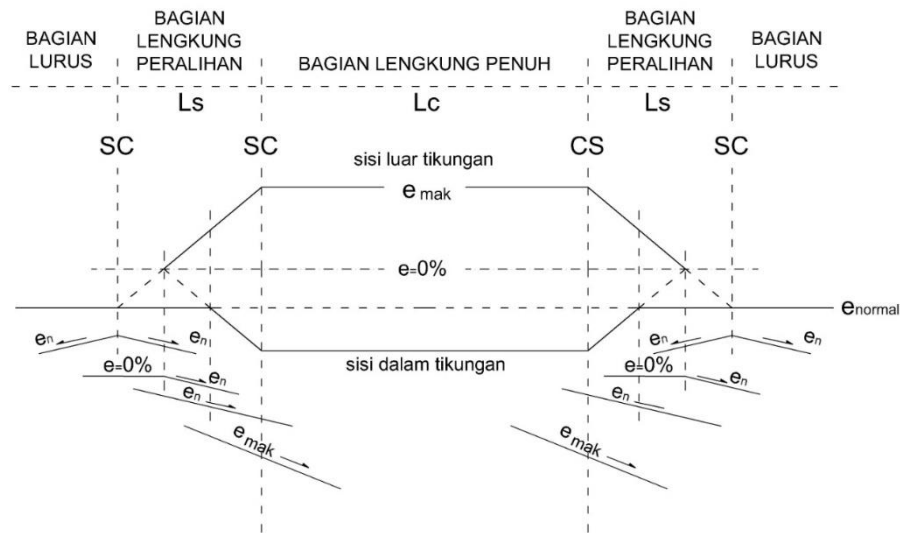 BAGIAN LURUS
BAGIAN LENGKUNG PERALIHAN
BAGIAN LENGKUNG PENUH
BAGIAN LENGKUNG PERALIHAN
BAGIAN LURUS
Ls
Lc
Ls
SC
SC
CS
SC
sisi luar tikungan
e mak
e=0%
e normal
sisi dalam tikungan
en
en
en
en
e=0%
en
e=0%
en
en
en
e mak
e mak